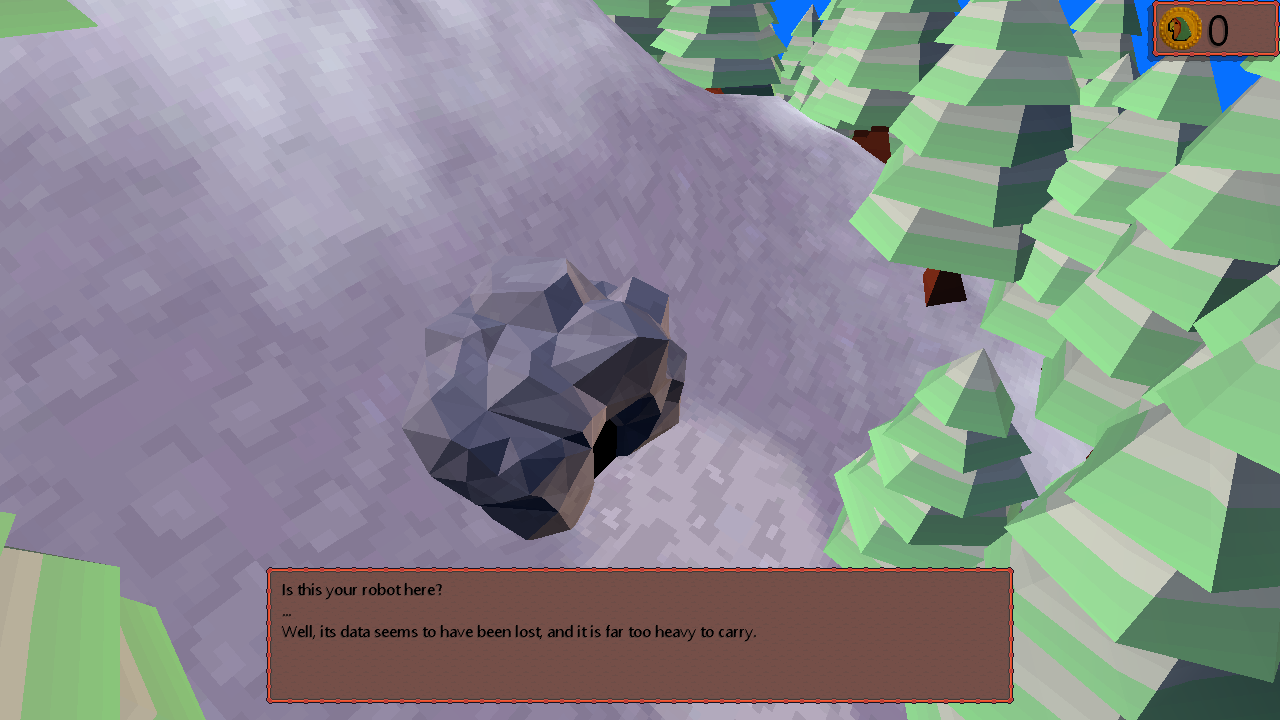 0
Is this your robot here?
...
Well, its data seems to have been lost, and it is far too heavy to carry.